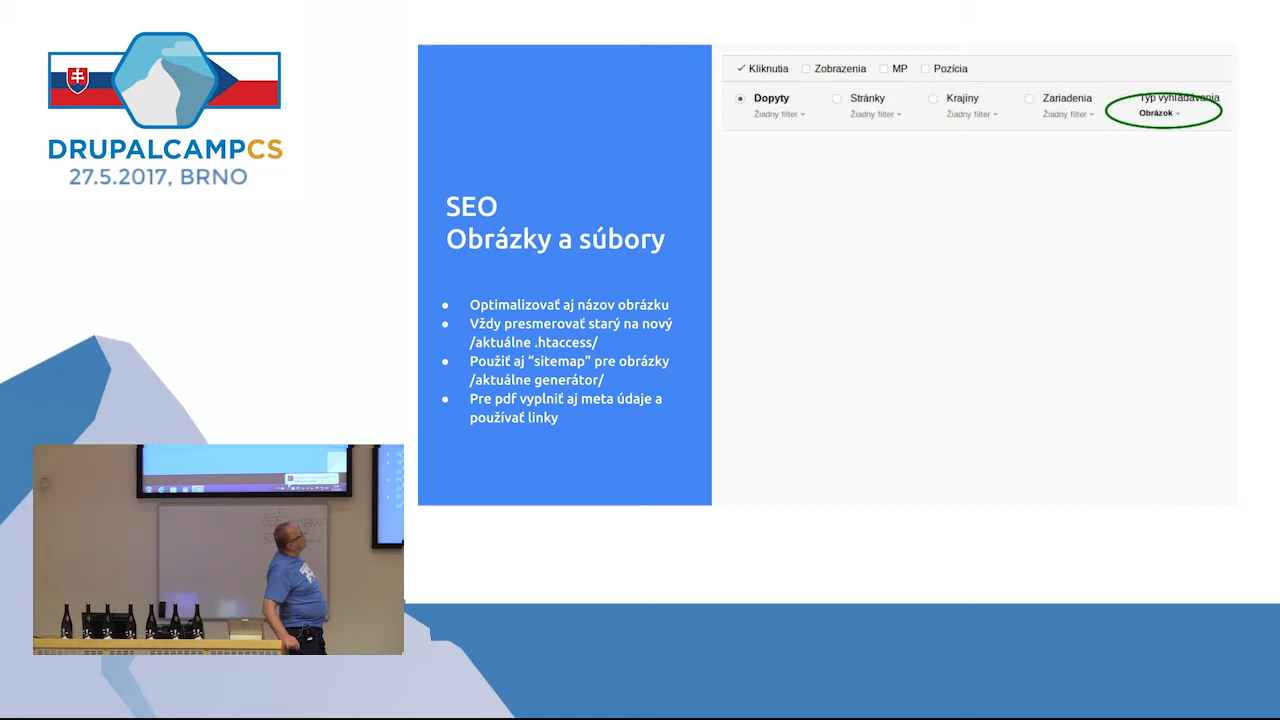 DRUPALCAMPCS
27.5.2017, BRNO
SEO
Obrázky a súbory
● Optimalizovať aj názov obrázku
● Vždy presmerovať starý na nový
/aktuálne .htaccess/
● Použiť aj “sitemap” pre obrázky
/aktuálne generátor/
● Pre pdf vyplniť aj meta údaje a
používať linky
Kliknutia Zobrazenia MP Pozícia
Dopyty Stránky Krajiny Zariadenia Typ vyhľadávania
Žiadny filter Žiadny filter Žiadny filter Žiadny filter Obrázok